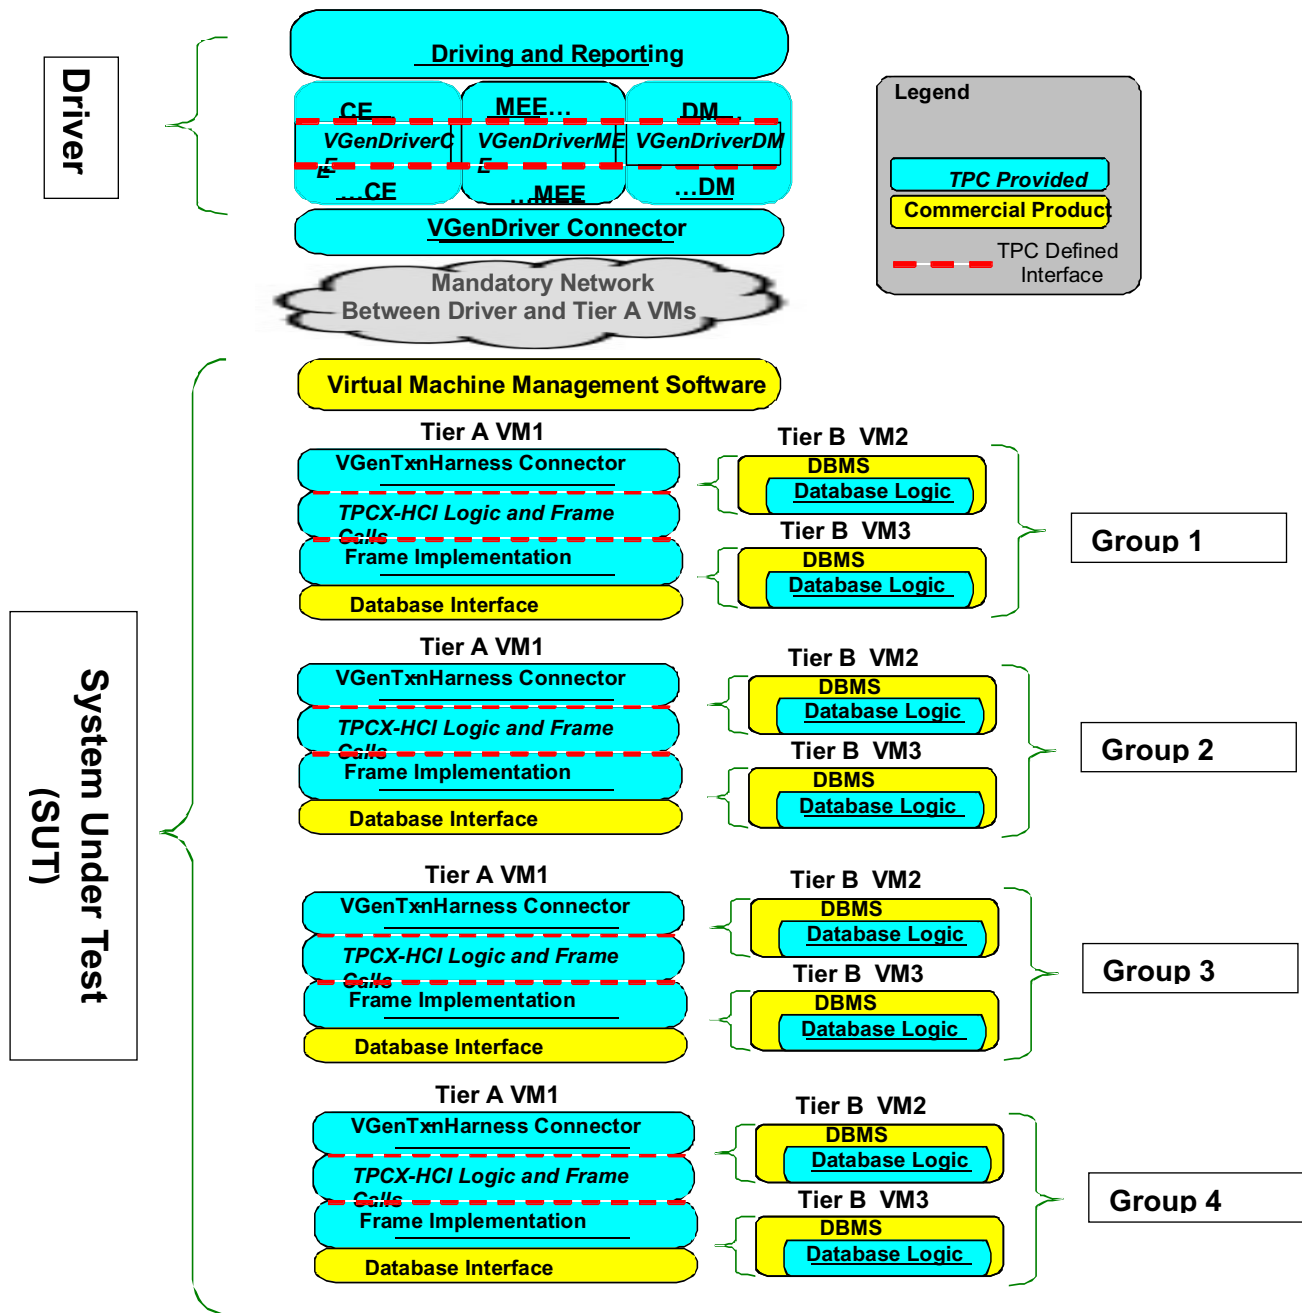 Driver
Driving and Reporting
CE...
MEE…
DM...
VGenDriverC
E
E
VGenDriverME
E
VGenDriverDM
…CE
...MEE
…DM
VGenDriver Connector
Mandatory Network
Between Driver and Tier A VMs
Legend
TPC Provided
Commercial Product
TPC Defined
Interface
System Under Test
(SUT)
Virtual Machine Management Software
Tier A VM1
VGenTxnHarness Connector
TPCX-HCI Logic and Frame
Calls
Frame Implementation
Database Interface
Tier B VM2
DBMS
Database Logic
Tier B VM3
DBMS
Database Logic
Group 1
Tier A VM1
VGenTxnHarness Connector
TPCX-HCI Logic and Frame
Calls
Frame Implementation
Database Interface
Tier B VM2
DBMS
Database Logic
Tier B VM3
DBMS
Database Logic
Group 2
Tier A VM1
VGenTxnHarness Connector
TPCX-HCI Logic and Frame
Calls
Frame Implementation
Database Interface
Tier B VM2
DBMS
Database Logic
Tier B VM3
DBMS
Database Logic
Group 3
Tier A VM1
VGenTxnHarness Connector
TPCX-HCI Logic and Frame
Calls
Frame Implementation
Database Interface
Tier B VM2
DBMS
Database Logic
Tier B VM3
DBMS
Database Logic
Group 4